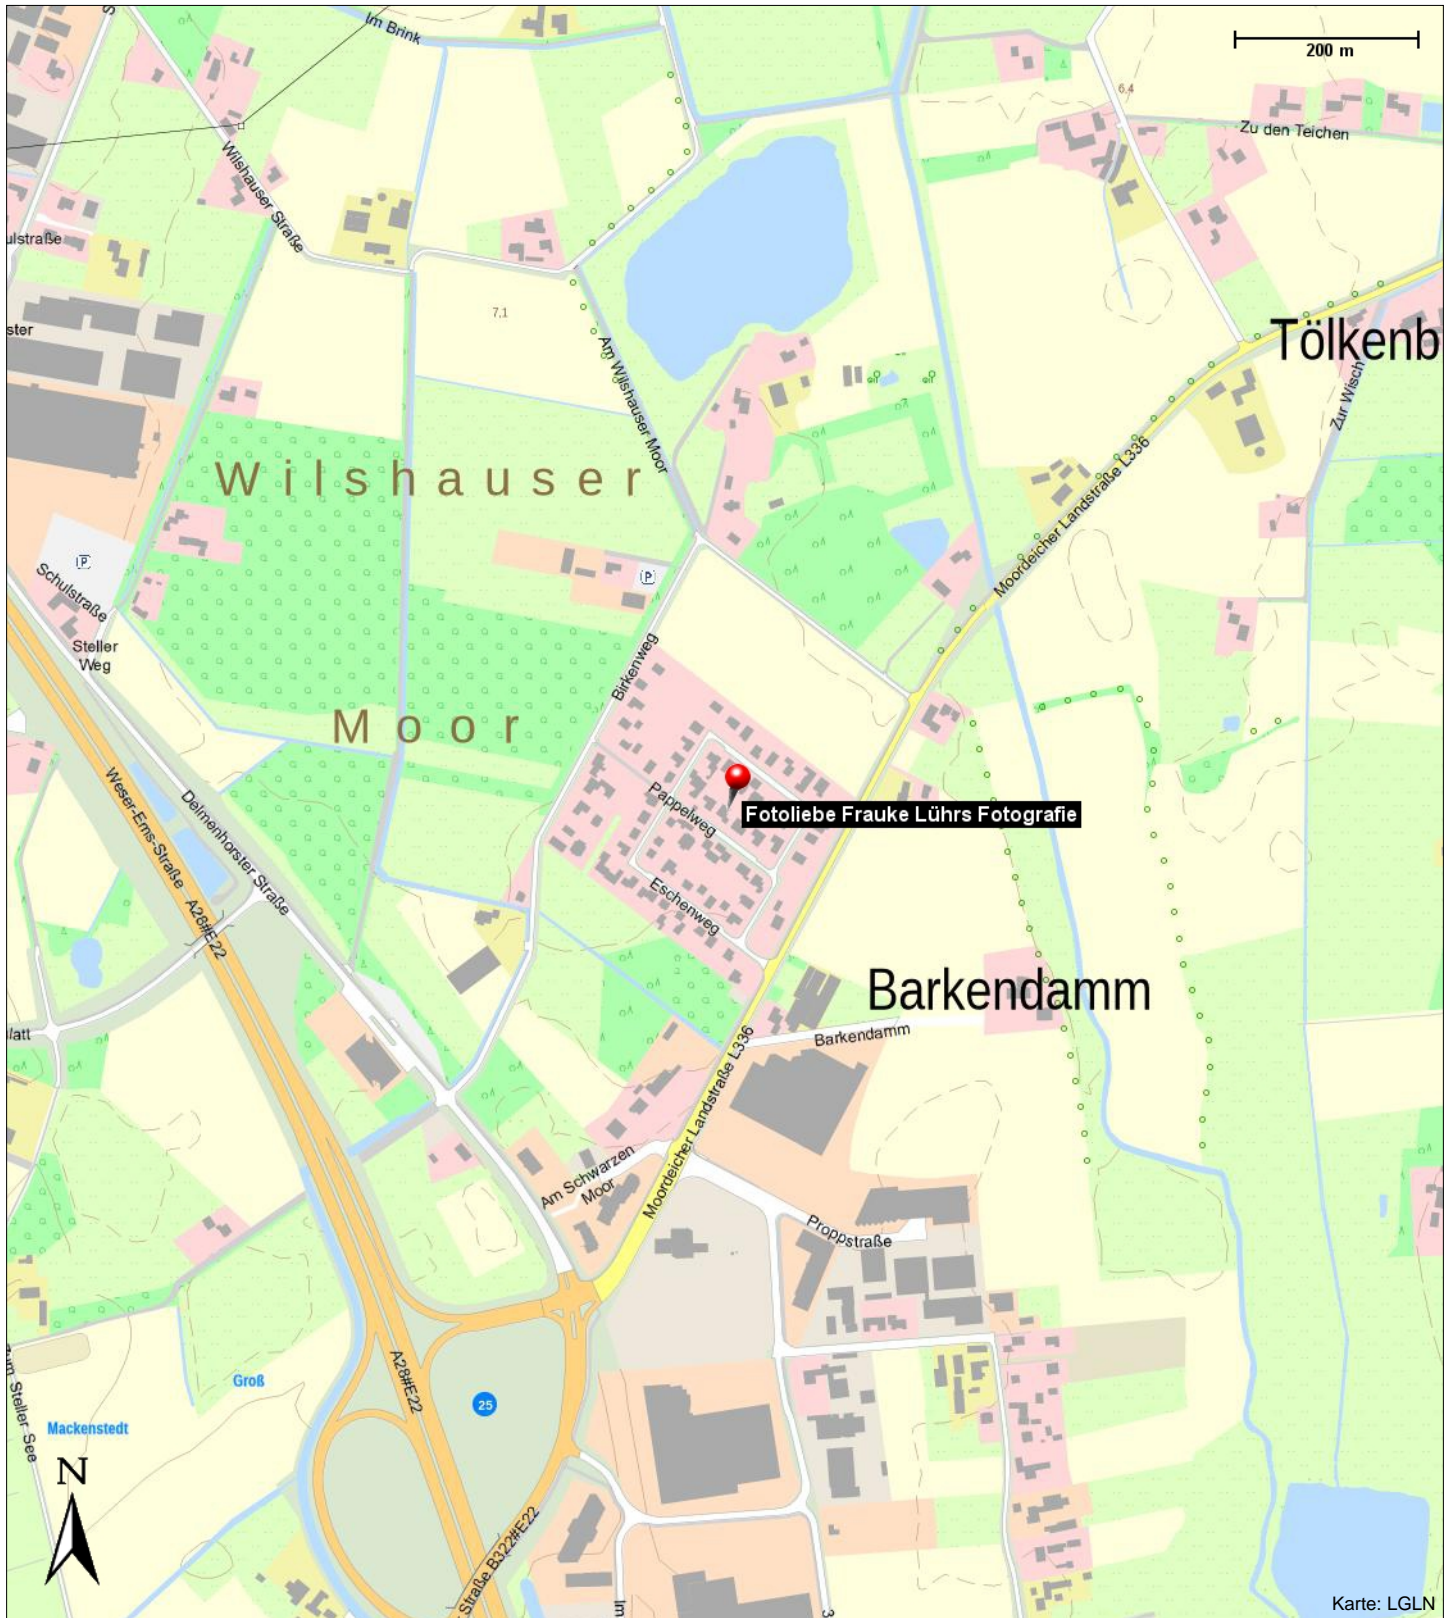 Im Brink
200 m
6,4
Zu den Teichen
Wilshauser Straße
ulstraße
7,1
ster
Tölkenb
Am Wilshauser Moor
Zur Wisch
Wilshauser
Moordeicher Landstraße L336
P
P
Schulstraße
Steller
Weg
Birkenweg
Moor
Weser-Ems-Straße A28#E22
Delmenhorster Straße
Pappelweg
Fotoliebe Frauke Lührs Fotografie
Eschenweg
Barkendamm
Barkendamm
latt
Moordeicher Landstraße L336
Am Schwarzen
Moor
Proppstraße
A28#E22
Groß
25
Mackenstedt
Zum Steller See
N
Straße B322#E22
Im
3
Karte: LGLN